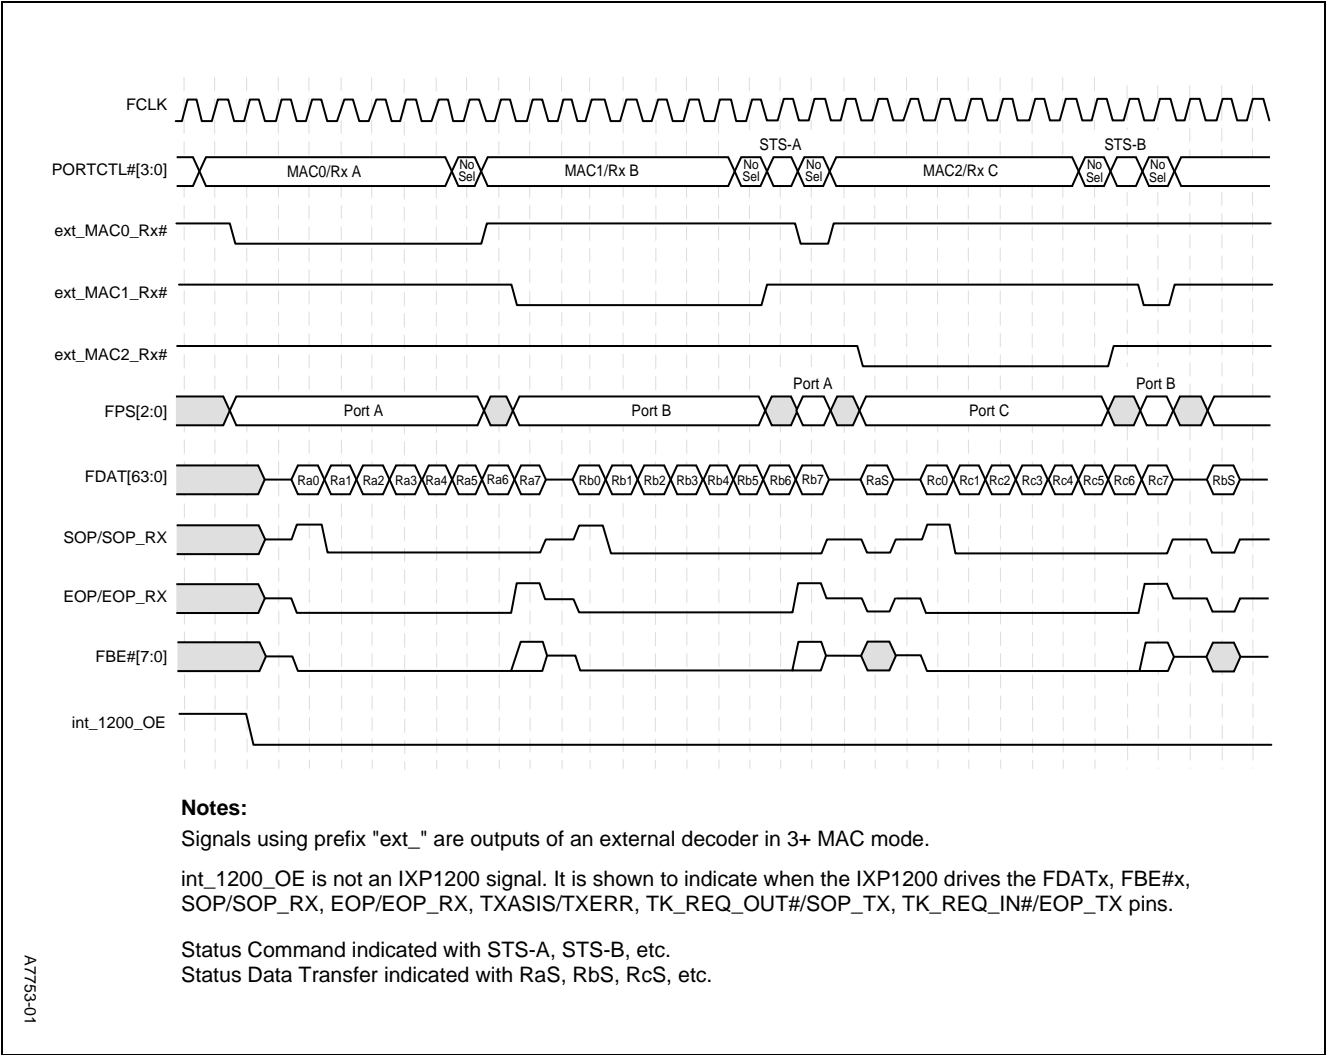 FCLK
STS-A
STS-B
PORTCTL#[3:0]
MAC0/Rx A
No Sel
MAC1/Rx B
No Sel
No Sel
MAC2/Rx C
No Sel
No Sel
ext_MAC0_Rx#
ext_MAC1_Rx#
ext_MAC2_Rx#
Port A
Port B
FPS[2:0]
Port A
Port B
Port C
FDAT[63:0]
Ra0 Ra1 Ra2 Ra3 Ra4 Ra5 Ra6 Ra7 Rb0 Rb1 Rb2 Rb3 Rb4 Rb5 Rb6 Rb7 RaS Rc0 Rc1 Rc2 Rc3 Rc4 Rc5 Rc6 Rc7 RbS
SOP/SOP_RX
EOP/EOP_RX
FBE#[7:0]
int_1200_OE
Notes:
Signals using prefix "ext_" are outputs of an external decoder in 3+ MAC mode.
int_1200_OE is not an IXP1200 signal. It is shown to indicate when the IXP1200 drives the FDATx, FBE#x,
SOP/SOP_RX, EOP/EOP_RX, TXASIS/TXERR, TK_REQ_OUT#/SOP_TX, TK_REQ_IN#/EOP_TX pins.
Status Command indicated with STS-A, STS-B, etc.
Status Data Transfer indicated with RaS, RbS, RcS, etc.
A7753-01